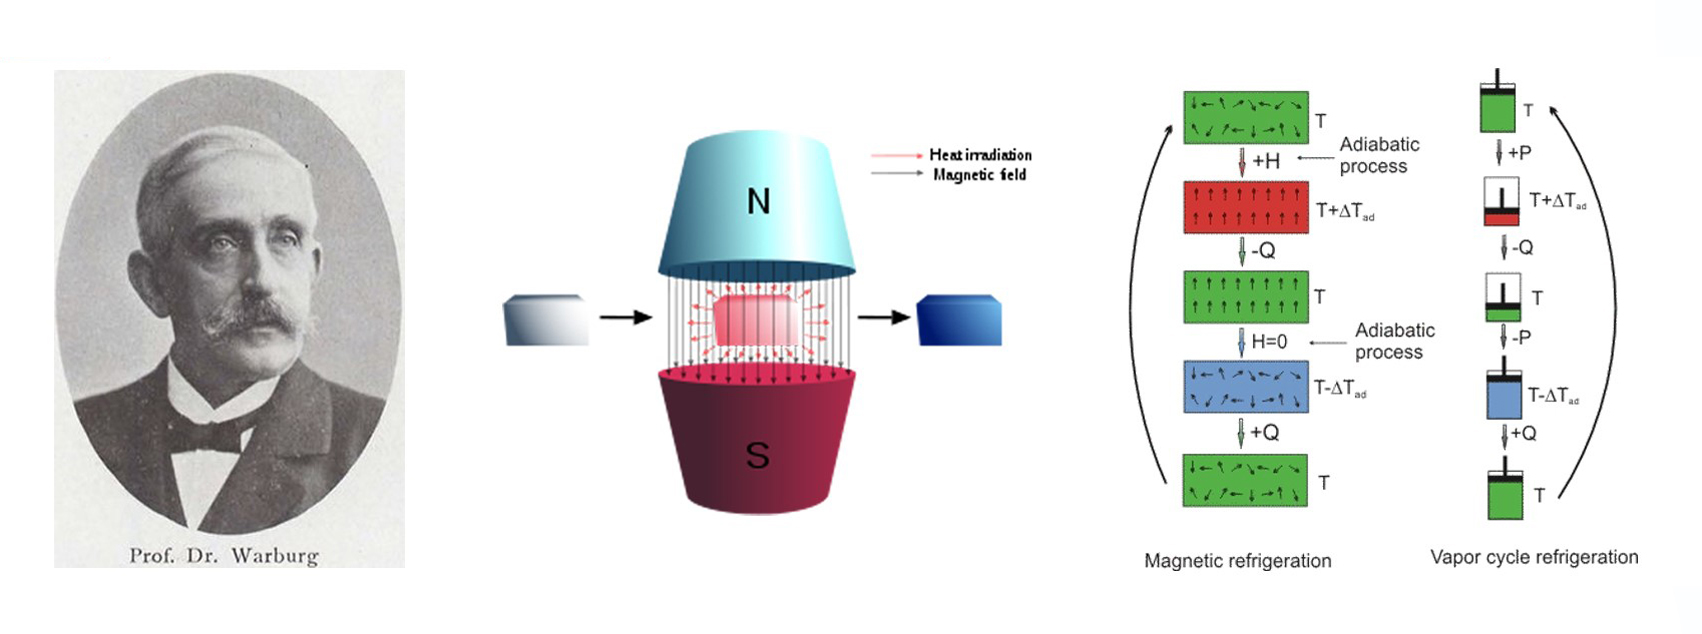 Prof. Dr. Warburg
N
S
Heat irradiation
Magnetic field
T
+H
Adiabatic
process
T+ΔTad
-Q
T
H=0
Adiabatic
process
T-ΔTad
+Q
T
Magnetic refrigeration
T
+P
T+ΔTad
-Q
T
-P
T-ΔTad
+Q
T
Vapor cycle refrigeration